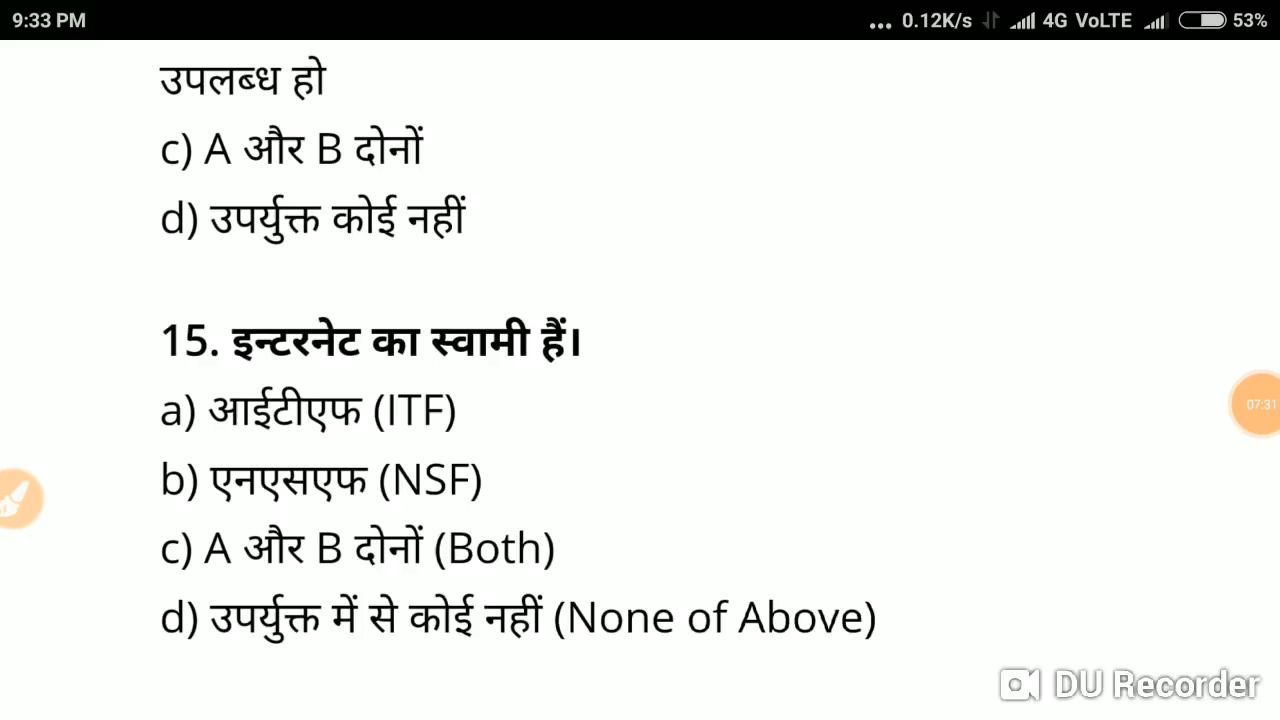 9:33 PM ... 0.12K/s 4G VoLTE 53%
उपलब्ध हो
c) A और B दोनों
d) उपर्युक्त कोई नहीं
15. इन्टरनेट का स्वामी हैं।
a) आईटीएफ (ITF)
07:31
b) एनएसएफ (NSF)
c) A और B दोनों (Both)
d) उपर्युक्त में से कोई नहीं (None of Above)
DU Recorder